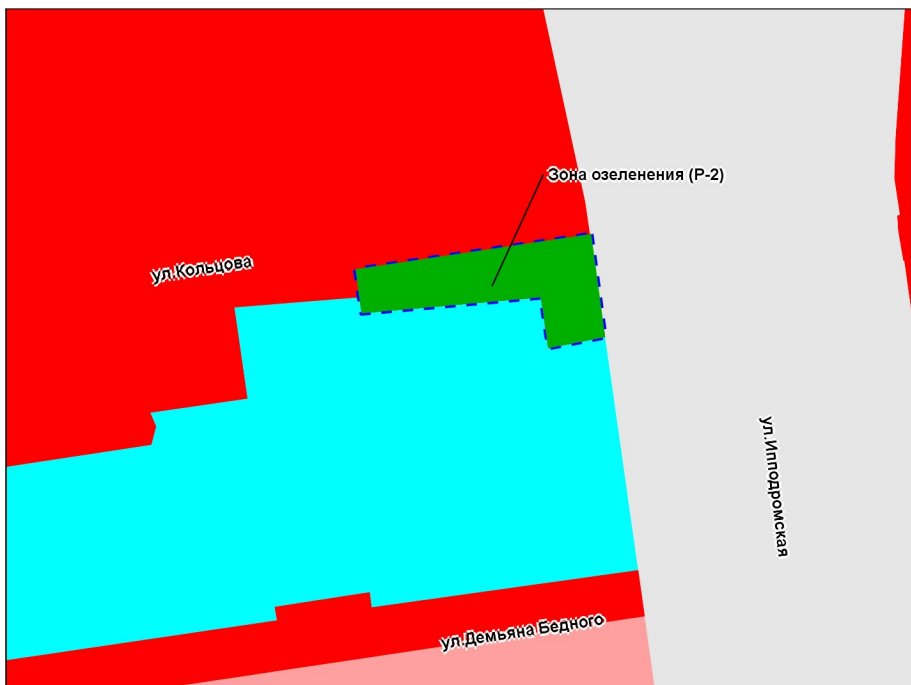 Зона озеленения (Р-2)
ул.Кольцова
ул.Ипподромская
ул.Демьяна Бедного